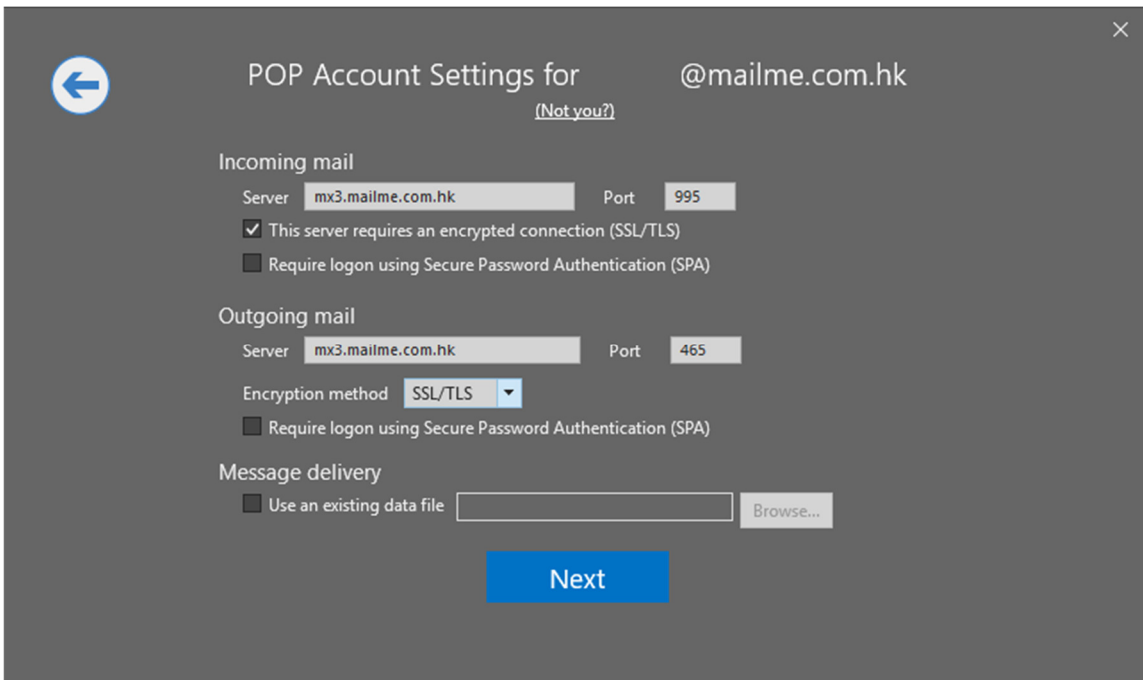 POP Account Settings for @mailme.com.hk
(Not you?)
Incoming mail
Server mx3.mailme.com.hk Port 995
This server requires an encrypted connection (SSL/TLS)
Require logon using Secure Password Authentication (SPA)
Outgoing mail
Server mx3.mailme.com.hk Port 465
Encryption method SSL/TLS
Require logon using Secure Password Authentication (SPA)
Message delivery
Use an existing data file Browse...
Next